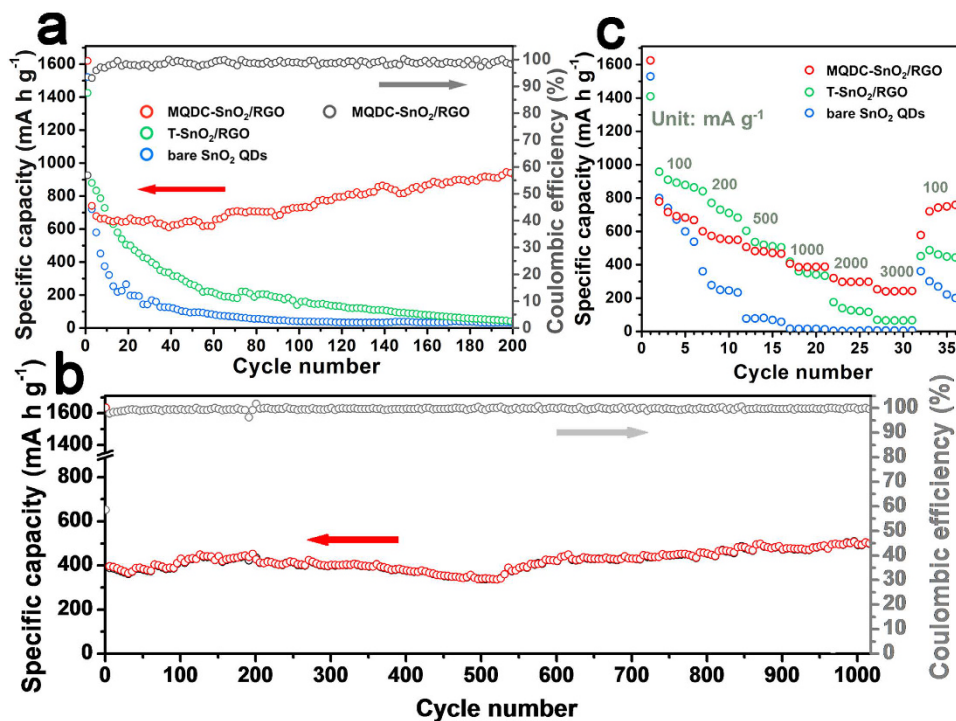 a
Specific capacity (mA h g⁻¹)
1600
1400
1200
1000
800
600
400
200
0
MQDC-SnO₂/RGO
T-SnO₂/RGO
bare SnO₂ QDs
MQDC-SnO₂/RGO
100
90
80
70
60
50
40
30
20
10
0
Coulombic efficiency (%)
0 20 40 60 80 100 120 140 160 180 200
Cycle number
c
Specific capacity (mA h g⁻¹)
1600
1400
1200
1000
800
600
400
200
0
MQDC-SnO₂/RGO
T-SnO₂/RGO
bare SnO₂ QDs
Unit: mA g⁻¹
100
200
500
1000
2000
3000
100
0 5 10 15 20 25 30 35
Cycle number
b
Specific capacity (mA h g⁻¹)
1600
1400
800
600
400
200
0
100
90
80
70
60
50
40
30
20
10
0
Coulombic efficiency (%)
0 100 200 300 400 500 600 700 800 900 1000
Cycle number